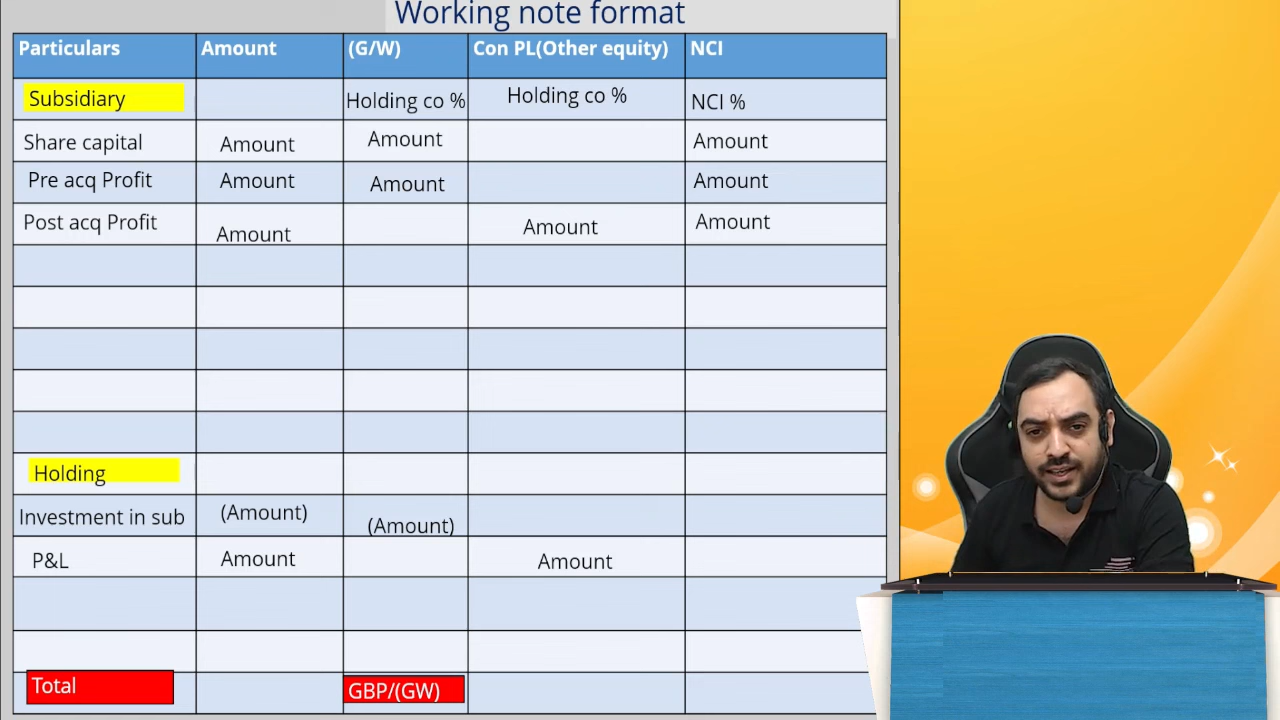 Working note format
Particulars Amount (G/W) Con PL(Other equity) NCI
Subsidiary Holding co % Holding co % NCI %
Share capital Amount Amount Amount
Pre acq Profit Amount Amount Amount
Post acq Profit Amount Amount Amount
Holding
Investment in sub (Amount) (Amount)
P&L Amount Amount
Total GBP/(GW)